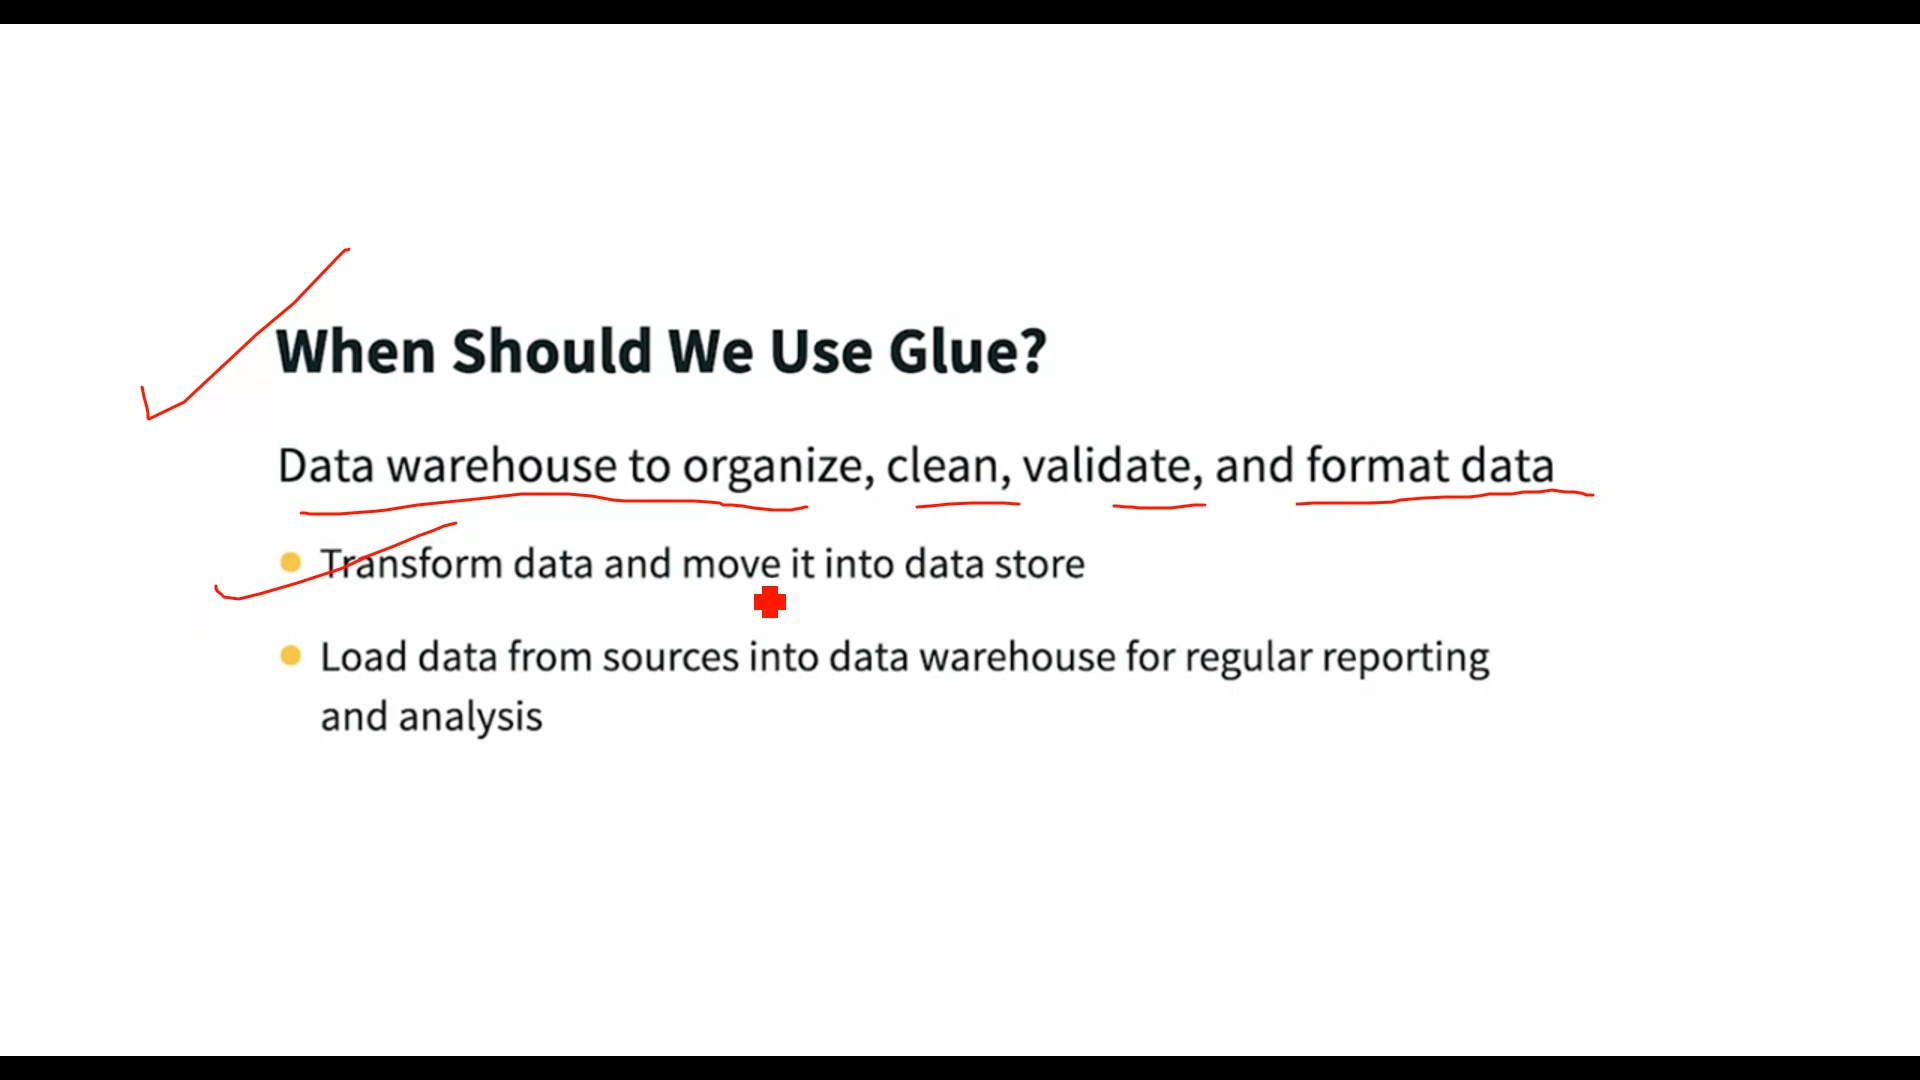 When Should We Use Glue?
Data warehouse to organize, clean, validate, and format data
Transform data and move it into data store
Load data from sources into data warehouse for regular reporting
and analysis